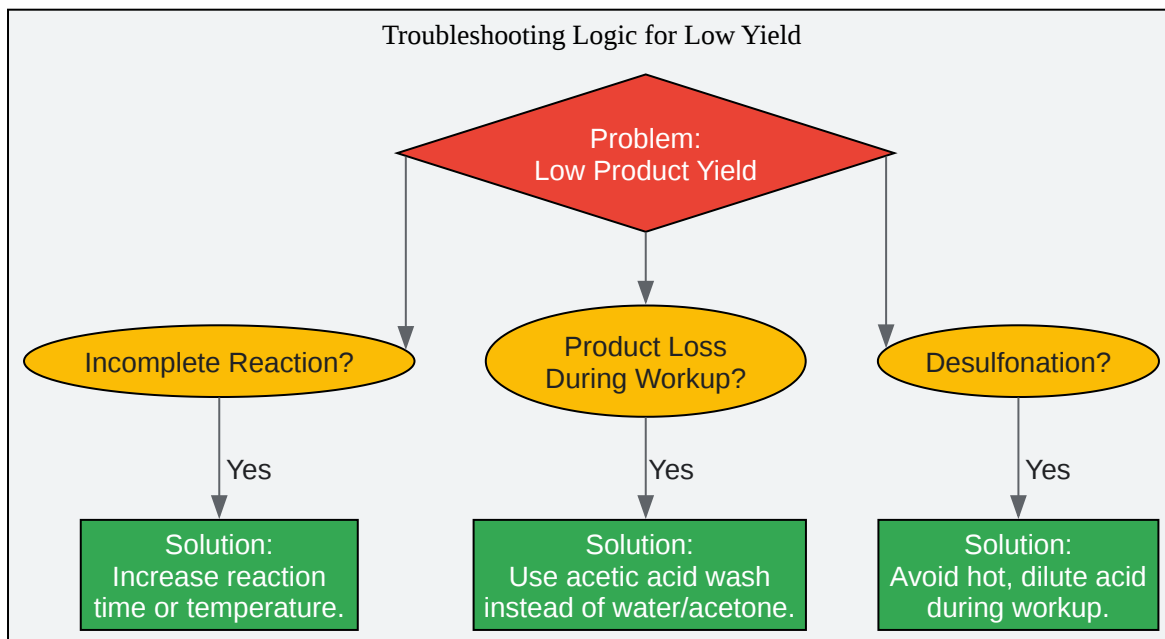 Troubleshooting Logic for Low Yield
Problem:
Low Product Yield
Incomplete Reaction?
Product Loss
During Workup?
Desulfonation?
Yes
Yes
Yes
Solution:
Increase reaction
time or temperature.
Solution:
Use acetic acid wash
instead of water/acetone.
Solution:
Avoid hot, dilute acid
during workup.